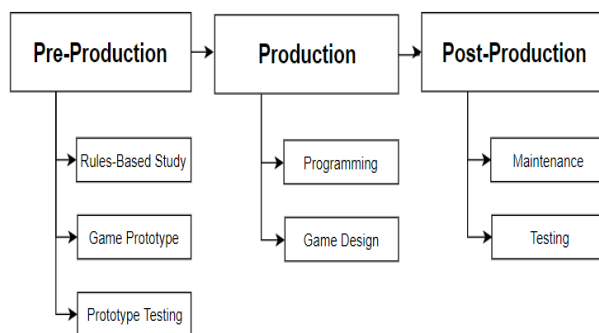 Pre-Production
Production
Post-Production
Rules-Based Study
Programming
Maintenance
Game Prototype
Game Design
Testing
Prototype Testing